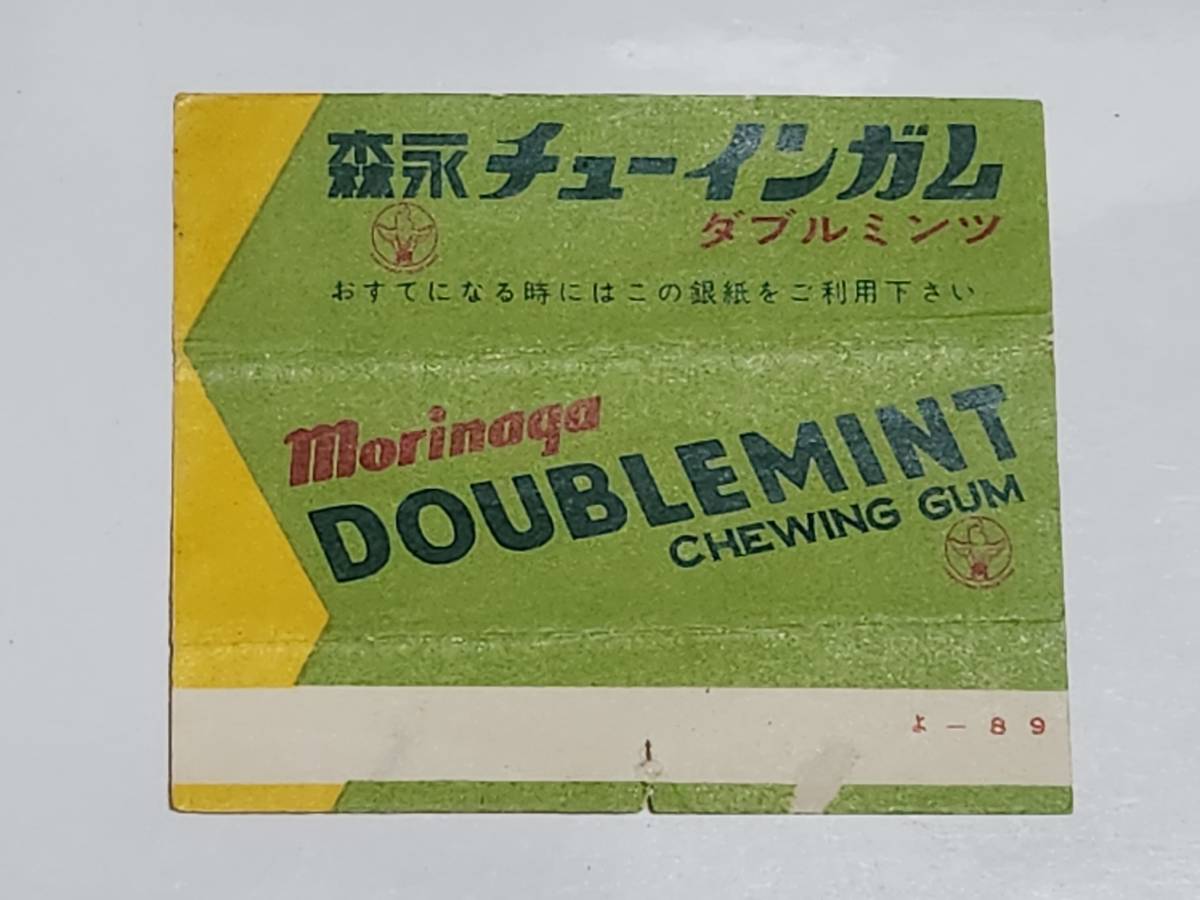 森永チューインガム
ダブルミンツ
おすてになる時にはこの銀紙をご利用下さい
morinaga
DOUBLEMINT
CHEWING GUM
よ-89